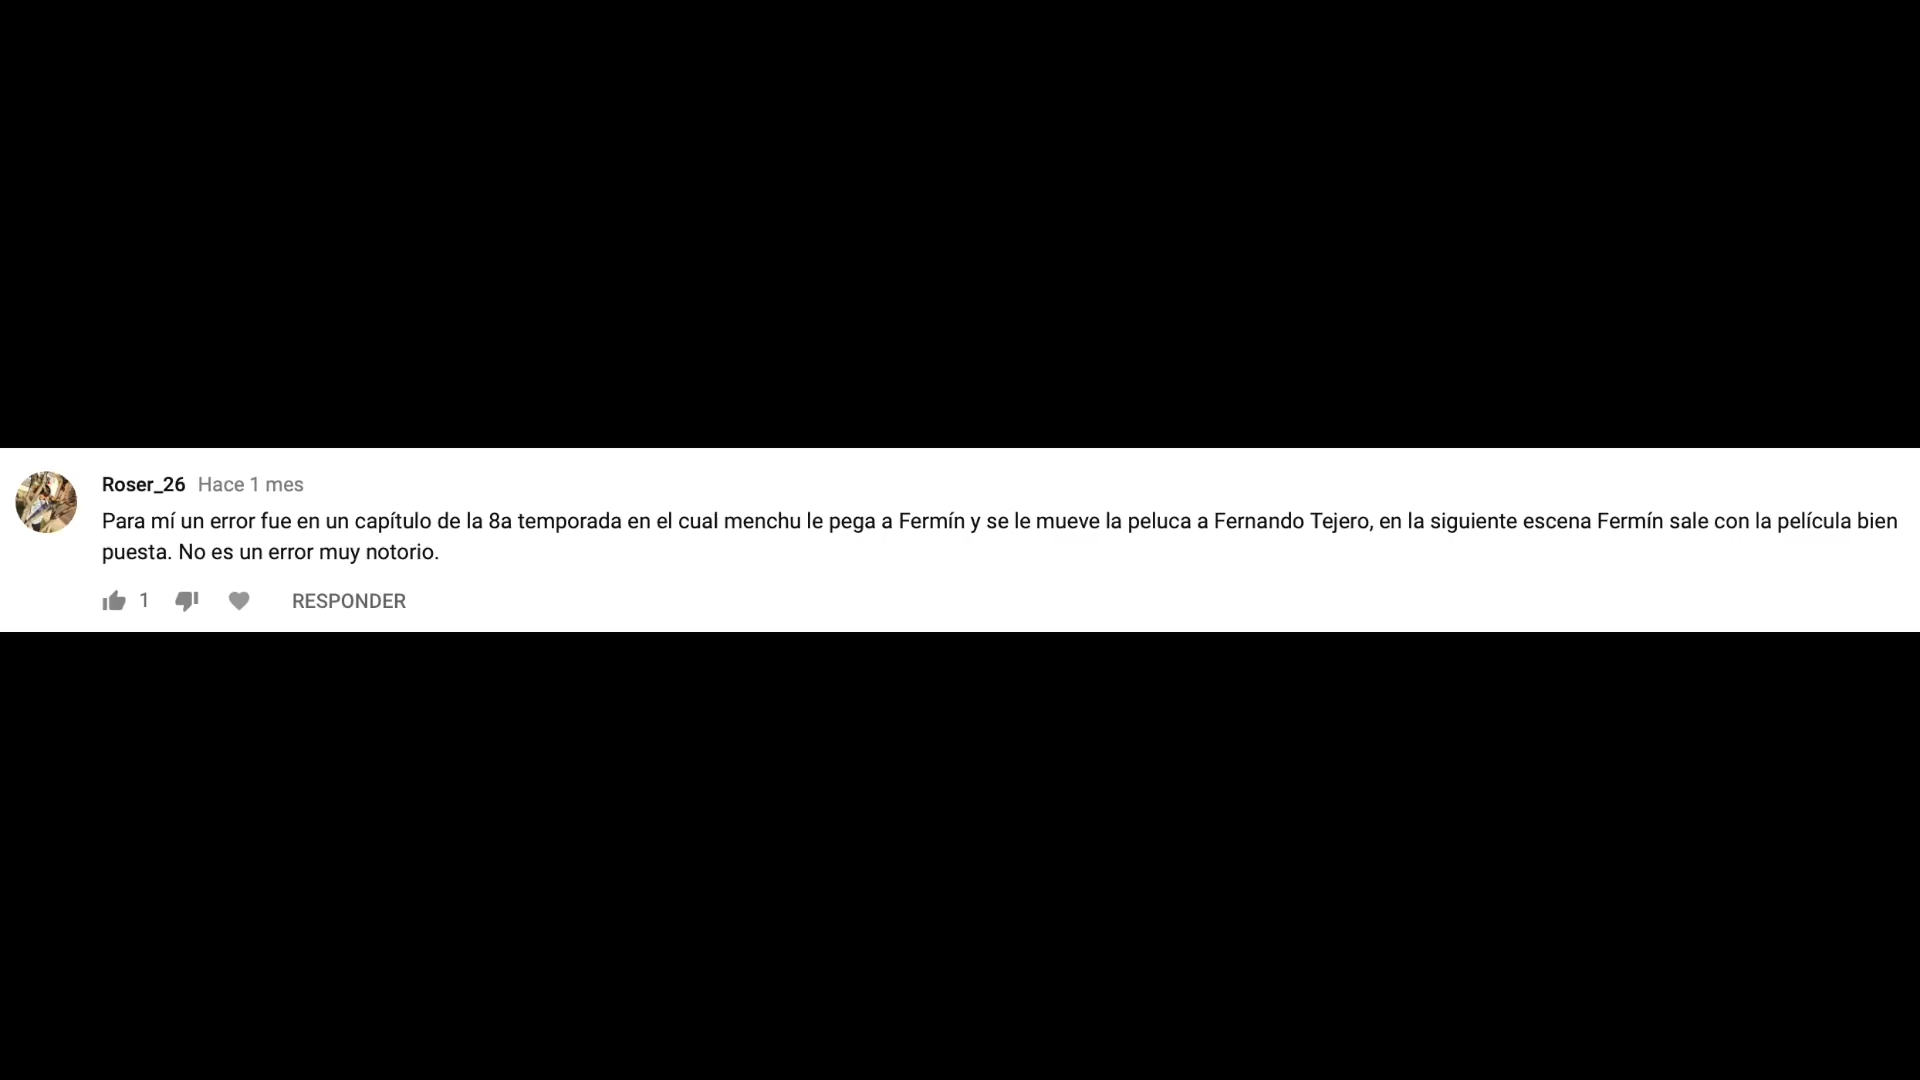 Roser_26 Hace 1 mes
Para mí un error fue en un capítulo de la 8a temporada en el cual menchu le pega a Fermín y se le mueve la peluca a Fernando Tejero, en la siguiente escena Fermín sale con la película bien
puesta. No es un error muy notorio.
1 RESPONDER